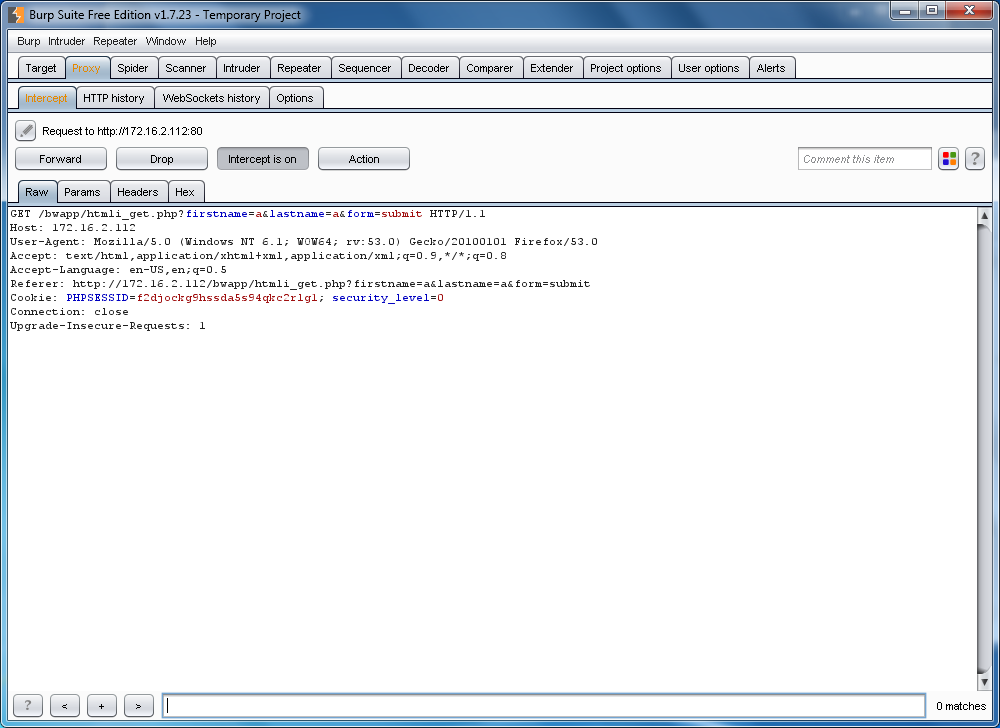 Burp Suite Free Edition v1.7.23 - Temporary Project
Burp Intruder Repeater Window Help
Target Proxy Spider Scanner Intruder Repeater Sequencer Decoder Comparer Extender Project options User options Alerts
Intercept HTTP history WebSockets history Options
Request to http://172.16.2.112:80
Forward Drop Intercept is on Action Comment this item ?
Raw Params Headers Hex
GET /bwapp/htmli_get.php?firstname=a&lastname=a&form=submit HTTP/1.1
Host: 172.16.2.112
User-Agent: Mozilla/5.0 (Windows NT 6.1; WOW64; rv:53.0) Gecko/20100101 Firefox/53.0
Accept: text/html,application/xhtml+xml,application/xml;q=0.9,*/*;q=0.8
Accept-Language: en-US,en;q=0.5
Referer: http://172.16.2.112/bwapp/htmli_get.php?firstname=a&lastname=a&form=submit
Cookie: PHPSESSID=f2djockg9hssda5s94qkc2rlg1; security_level=0
Connection: close
Upgrade-Insecure-Requests: 1
? < + > 0 matches